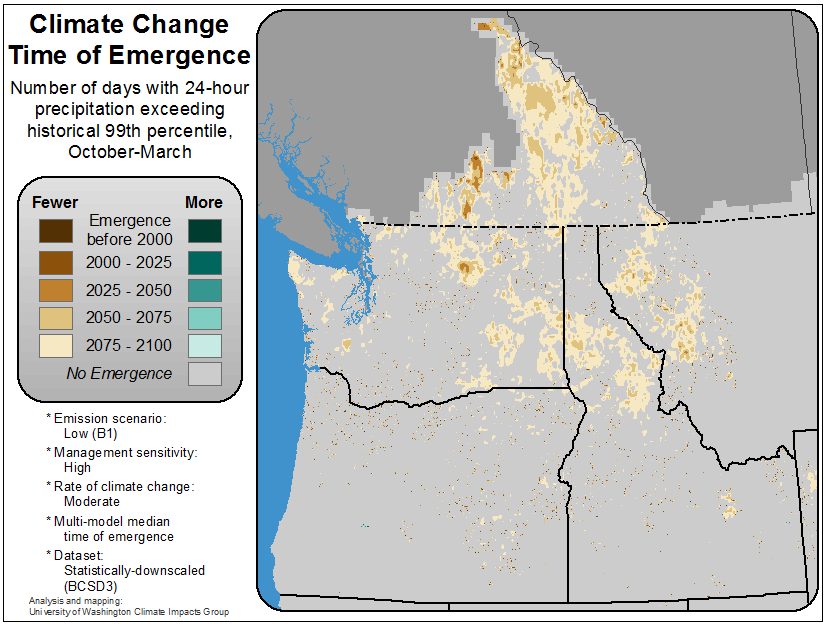 Climate Change
Time of Emergence
Number of days with 24-hour
precipitation exceeding
historical 99th percentile,
October-March
Fewer More
Emergence
before 2000
2000 - 2025
2025 - 2050
2050 - 2075
2075 - 2100
No Emergence
* Emission scenario:
Low (B1)
* Management sensitivity:
High
* Rate of climate change:
Moderate
* Multi-model median
time of emergence
* Dataset:
Statistically-downscaled
(BCSD3)
Analysis and mapping:
University of Washington Climate Impacts Group